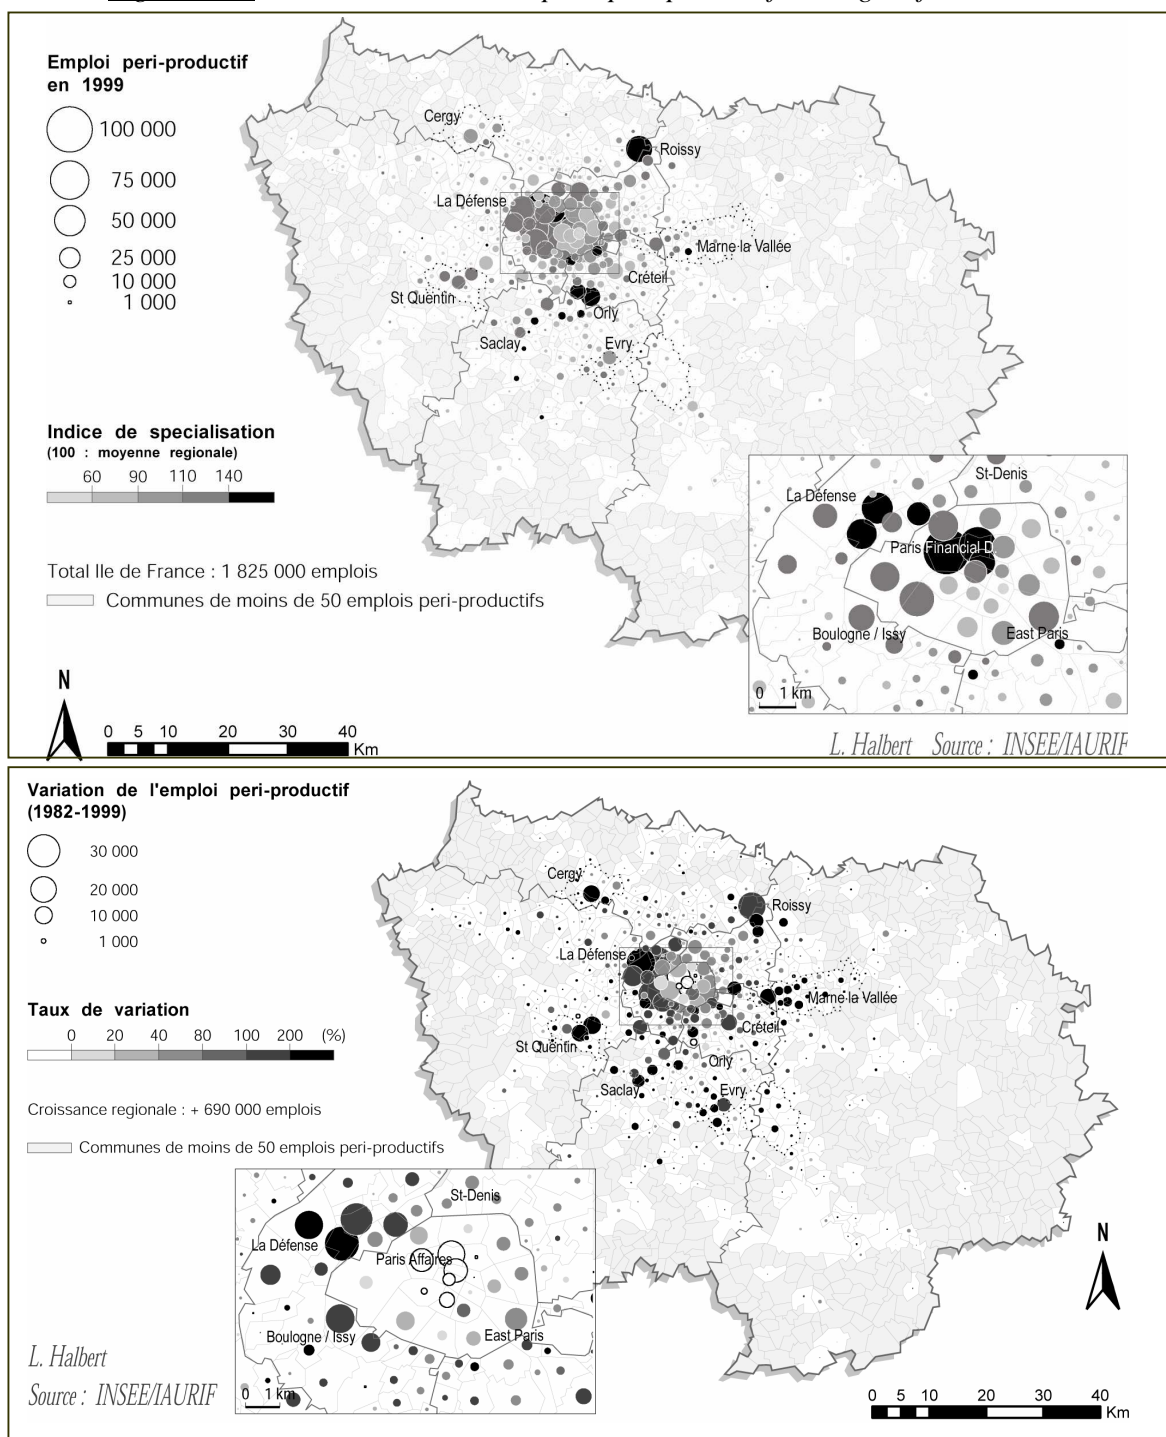 Emploi peri-productif
en 1999
100 000
75 000
50 000
25 000
10 000
1 000
Cergy
Roissy
La Défense
Marne la Vallée
Créteil
St Quentin
Orly
Saclay
Evry
Indice de specialisation
(100 : moyenne regionale)
60 90 110 140
Total Ile de France : 1 825 000 emplois
Communes de moins de 50 emplois peri-productifs
St-Denis
La Défense
Paris Financial D.
Boulogne / Issy
East Paris
0 1 km
N
0 5 10 20 30 40
Km
L. Halbert Source : INSEE/IAURIF
Variation de l'emploi peri-productif
(1982-1999)
30 000
20 000
10 000
1 000
Cergy
Roissy
La Défense
Marne la Vallée
Créteil
St Quentin
Orly
Saclay
Evry
Taux de variation
0 20 40 80 100 200 (%)
Croissance regionale : + 690 000 emplois
Communes de moins de 50 emplois peri-productifs
St-Denis
La Défense
Paris Affaires
Boulogne / Issy
East Paris
0 1 km
N
L. Halbert
Source : INSEE/IAURIF
0 5 10 20 30 40
Km